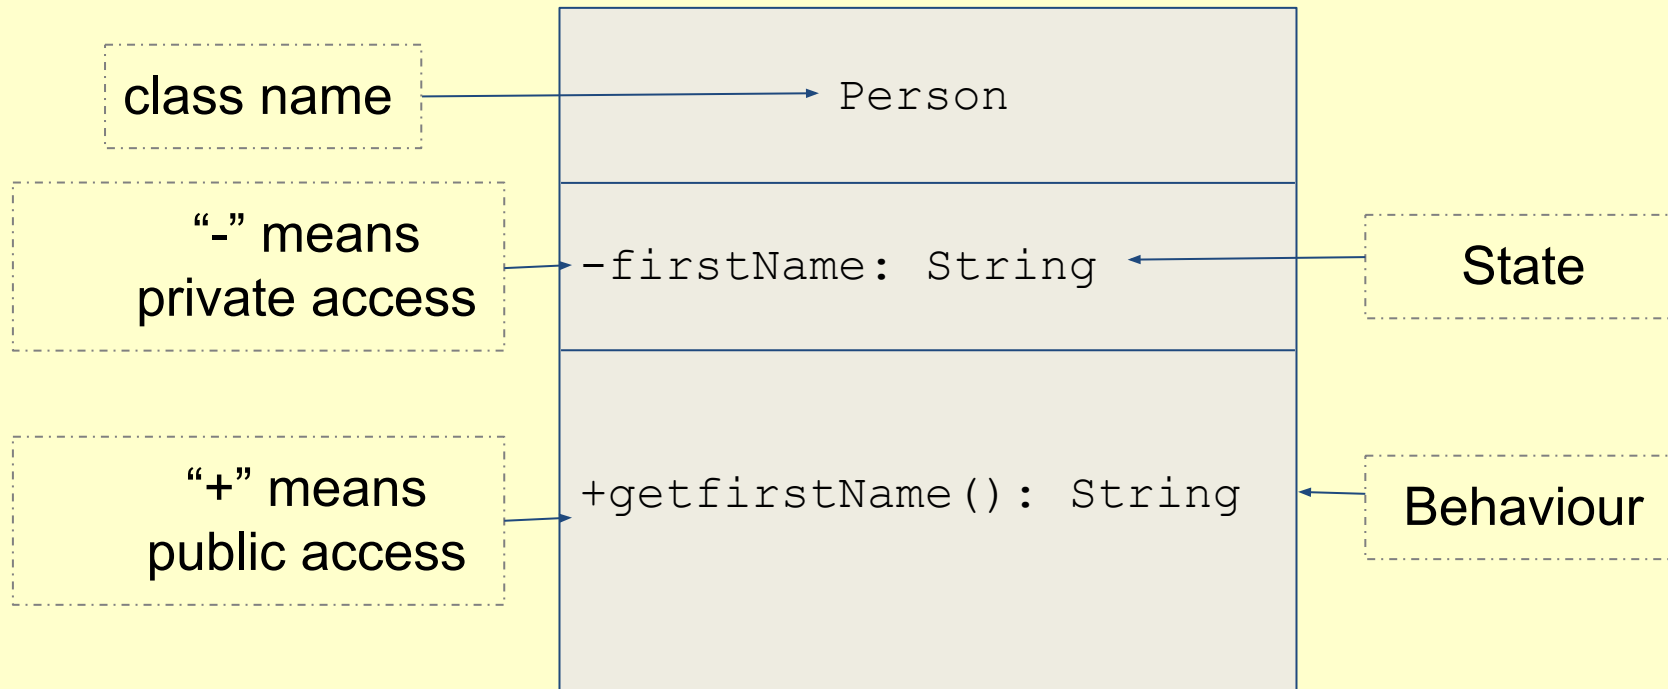 class name
Person
“-” means
private access
-firstName: String
State
“+” means
public access
+getfirstName(): String
Behaviour